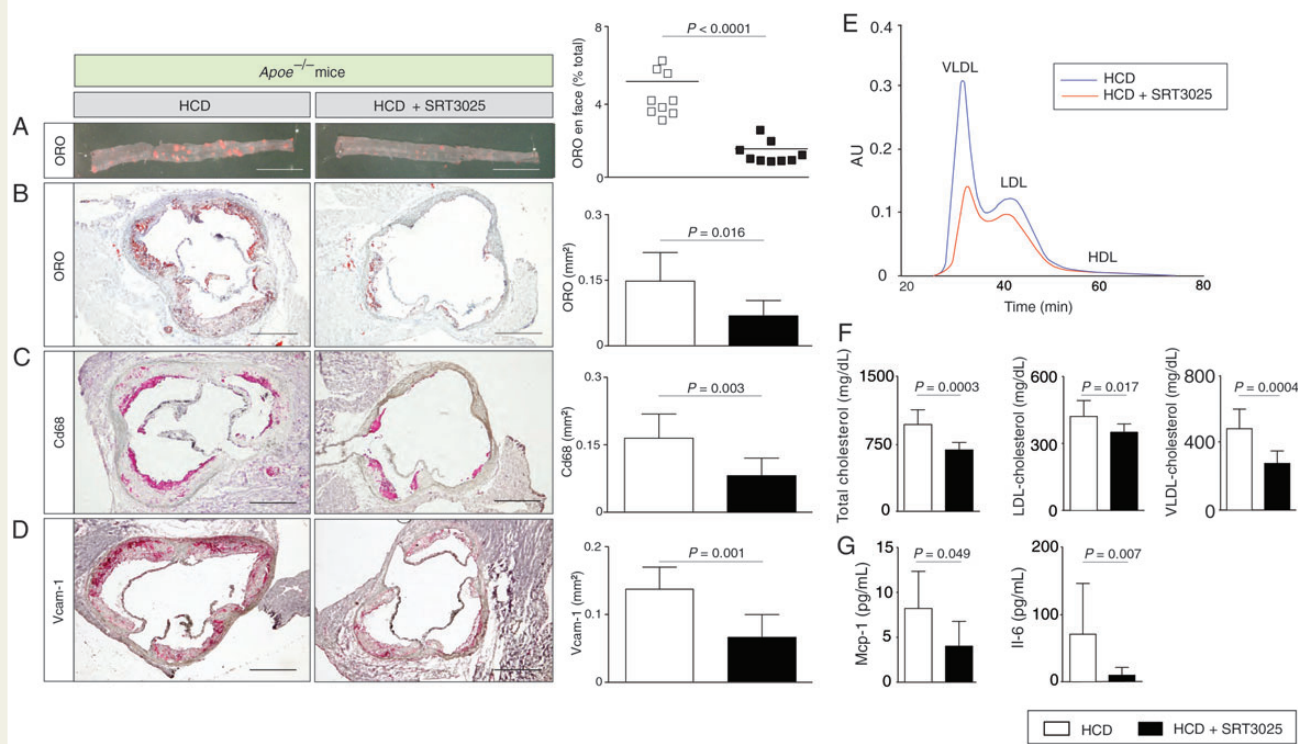 Apoe−/− mice
HCD
HCD + SRT3025
A
ORO
ORO en face (% total)
8
4
0
P < 0.0001
B
ORO
ORO (mm²)
0.3
0.15
0
P = 0.016
C
Cd68
Cd68 (mm²)
0.3
0.15
0
P = 0.003
D
Vcam-1
Vcam-1 (mm²)
0.2
0.1
0
P = 0.001
E
AU
0.4
0.3
0.2
0.1
0
VLDL
LDL
HDL
HCD
HCD + SRT3025
20 40 60 80
Time (min)
F
Total cholesterol (mg/dL)
1500
750
0
P = 0.0003
LDL-cholesterol (mg/dL)
600
300
0
P = 0.017
VLDL-cholesterol (mg/dL)
800
400
0
P = 0.0004
G
Mcp-1 (pg/mL)
15
10
5
0
P = 0.049
Il-6 (pg/mL)
200
100
0
P = 0.007
HCD HCD + SRT3025